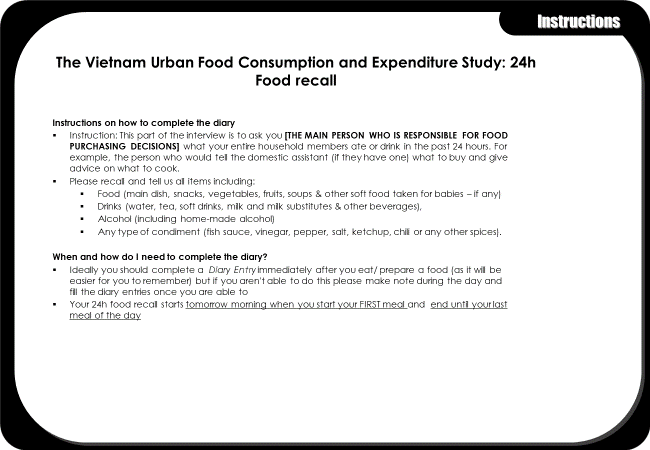 Instructions
The Vietnam Urban Food Consumption and Expenditure Study: 24h
Food recall
Instructions on how to complete the diary
▪ Instruction: This part of the interview is to ask you [THE MAIN PERSON WHO IS RESPONSIBLE FOR FOOD
PURCHASING DECISIONS] what your entire household members ate or drink in the past 24 hours. For
example, the person who would tell the domestic assistant (if they have one) what to buy and give
advice on what to cook.
▪ Please recall and tell us all items including:
▪ Food (main dish, snacks, vegetables, fruits, soups & other soft food taken for babies – if any)
▪ Drinks (water, tea, soft drinks, milk and milk substitutes & other beverages),
▪ Alcohol (including home-made alcohol)
▪ Any type of condiment (fish sauce, vinegar, pepper, salt, ketchup, chili or any other spices).
When and how do I need to complete the diary?
▪ Ideally you should complete a Diary Entry immediately after you eat/ prepare a food (as it will be
easier for you to remember) but if you aren't able to do this please make note during the day and
fill the diary entries once you are able to
▪ Your 24h food recall starts tomorrow morning when you start your FIRST meal and end until your last
meal of the day